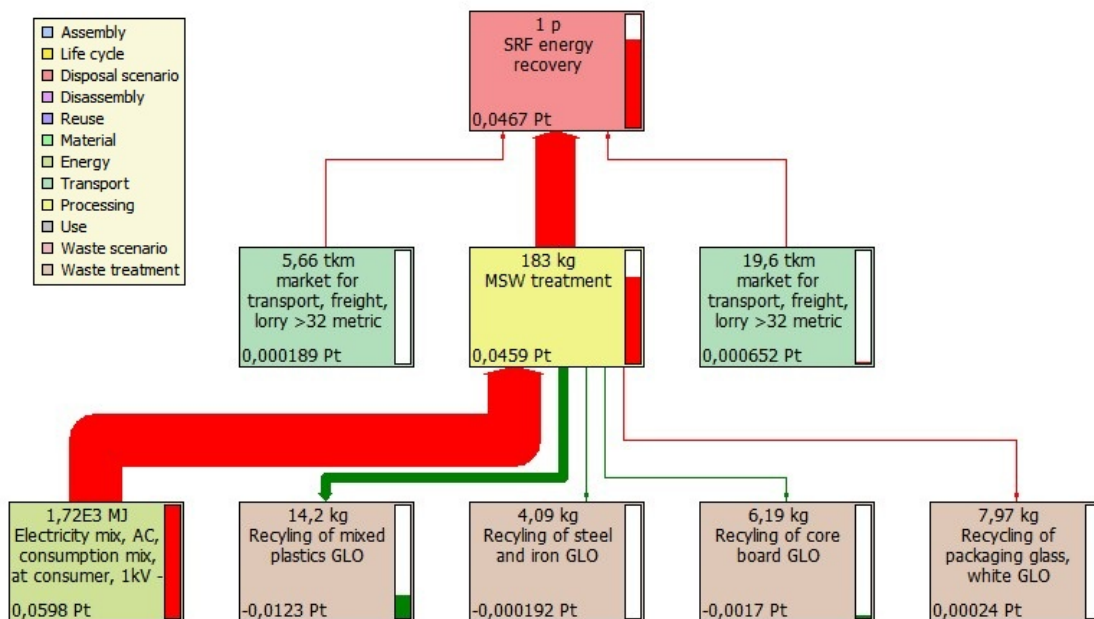 Assembly
Life cycle
Disposal scenario
Disassembly
Reuse
Material
Energy
Transport
Processing
Use
Waste scenario
Waste treatment
1 p
SRF energy
recovery
0,0467 Pt
5,66 tkm
market for
transport, freight,
lorry >32 metric
0,000189 Pt
183 kg
MSW treatment
0,0459 Pt
19,6 tkm
market for
transport, freight,
lorry >32 metric
0,000652 Pt
1,72E3 MJ
Electricity mix, AC,
consumption mix,
at consumer, 1kV -
0,0598 Pt
14,2 kg
Recyling of mixed
plastics GLO
-0,0123 Pt
4,09 kg
Recyling of steel
and iron GLO
-0,000192 Pt
6,19 kg
Recyling of core
board GLO
-0,0017 Pt
7,97 kg
Recycling of
packaging glass,
white GLO
0,00024 Pt